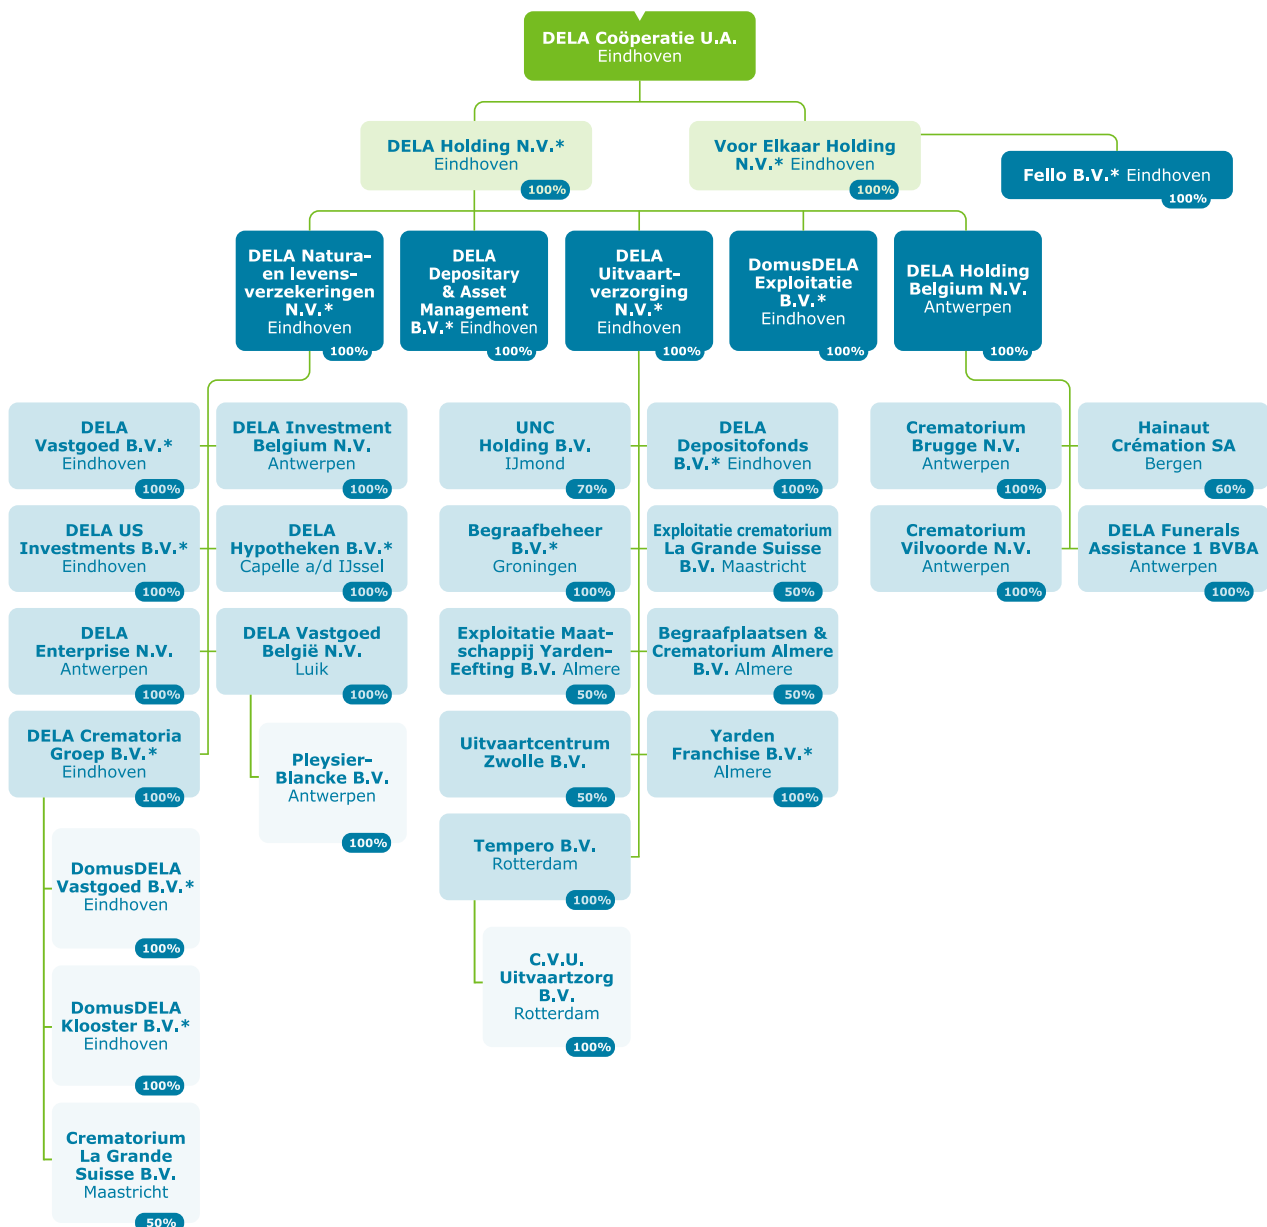 DELA Coöperatie U.A.
Eindhoven
DELA Holding N.V.*
Eindhoven
100%
Voor Elkaar Holding
N.V.* Eindhoven
100%
Fello B.V.* Eindhoven
100%
DELA Natura-
en levens-
verzekeringen
N.V.*
Eindhoven
100%
DELA
Depositary
& Asset
Management
B.V.* Eindhoven
100%
DELA
Uitvaart-
verzorging
N.V.*
Eindhoven
100%
DomusDELA
Exploitatie
B.V.*
Eindhoven
100%
DELA Holding
Belgium N.V.
Antwerpen
100%
DELA
Vastgoed B.V.*
Eindhoven
100%
DELA Investment
Belgium N.V.
Antwerpen
100%
UNC
Holding B.V.
IJmond
70%
DELA
Depositofonds
B.V.* Eindhoven
100%
Crematorium
Brugge N.V.
Antwerpen
100%
Hainaut
Crémation SA
Bergen
60%
DELA US
Investments B.V.*
Eindhoven
100%
DELA
Hypotheken B.V.*
Capelle a/d IJssel
100%
Begraafbeheer
B.V.*
Groningen
100%
Exploitatie crematorium
La Grande Suisse
B.V. Maastricht
50%
Crematorium
Vilvoorde N.V.
Antwerpen
100%
DELA Funerals
Assistance 1 BVBA
Antwerpen
100%
DELA
Enterprise N.V.
Antwerpen
100%
DELA Vastgoed
België N.V.
Luik
100%
Exploitatie Maat-
schappij Yarden-
Eefting B.V. Almere
50%
Begraafplaatsen &
Crematorium Almere
B.V. Almere
50%
DELA Crematoria
Groep B.V.*
Eindhoven
100%
Pleysier-
Blancke B.V.
Antwerpen
100%
Uitvaartcentrum
Zwolle B.V.
50%
Yarden
Franchise B.V.*
Almere
100%
Tempero B.V.
Rotterdam
100%
DomusDELA
Vastgoed B.V.*
Eindhoven
100%
C.V.U.
Uitvaartzorg
B.V.
Rotterdam
100%
DomusDELA
Klooster B.V.*
Eindhoven
100%
Crematorium
La Grande
Suisse B.V.
Maastricht
50%